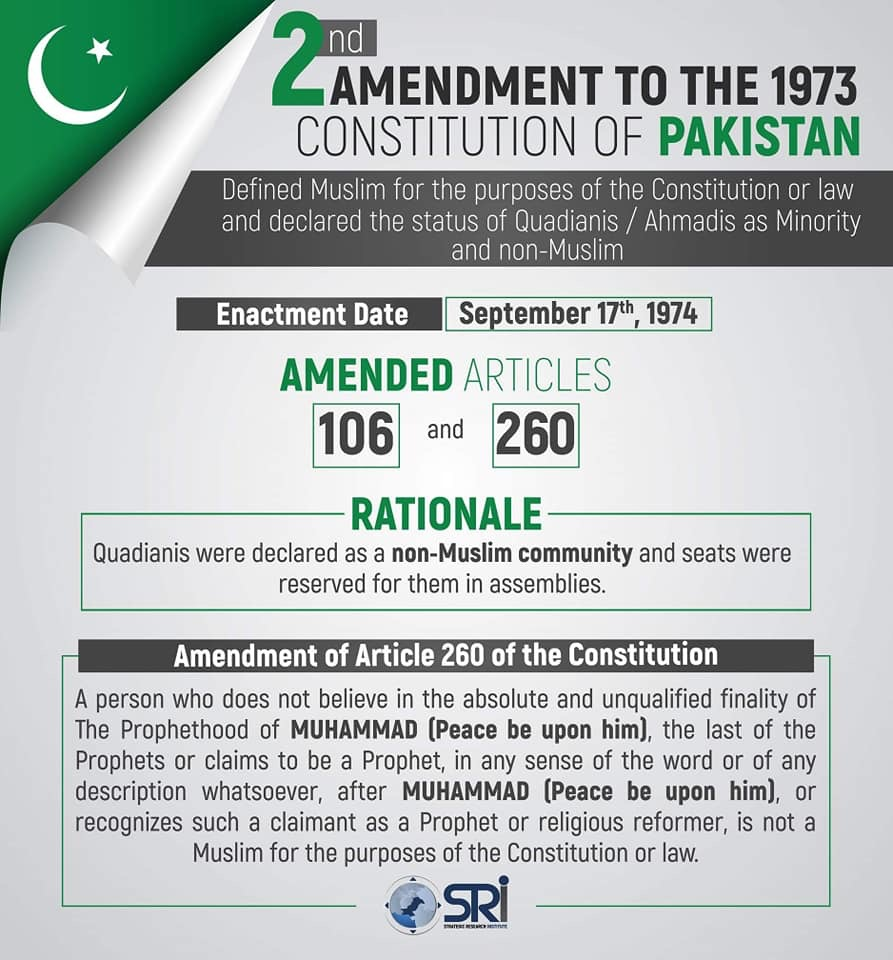 2nd
AMENDMENT TO THE 1973
CONSTITUTION OF PAKISTAN
Defined Muslim for the purposes of the Constitution or law
and declared the status of Quadianis / Ahmadis as Minority
and non-Muslim
Enactment Date September 17th, 1974
AMENDED ARTICLES
106 and 260
RATIONALE
Quadianis were declared as a non-Muslim community and seats were
reserved for them in assemblies.
Amendment of Article 260 of the Constitution
A person who does not believe in the absolute and unqualified finality of
The Prophethood of MUHAMMAD (Peace be upon him), the last of the
Prophets or claims to be a Prophet, in any sense of the word or of any
description whatsoever, after MUHAMMAD (Peace be upon him), or
recognizes such a claimant as a Prophet or religious reformer, is not a
Muslim for the purposes of the Constitution or law.
SRI
STRATEGIC RESEARCH INSTITUTE